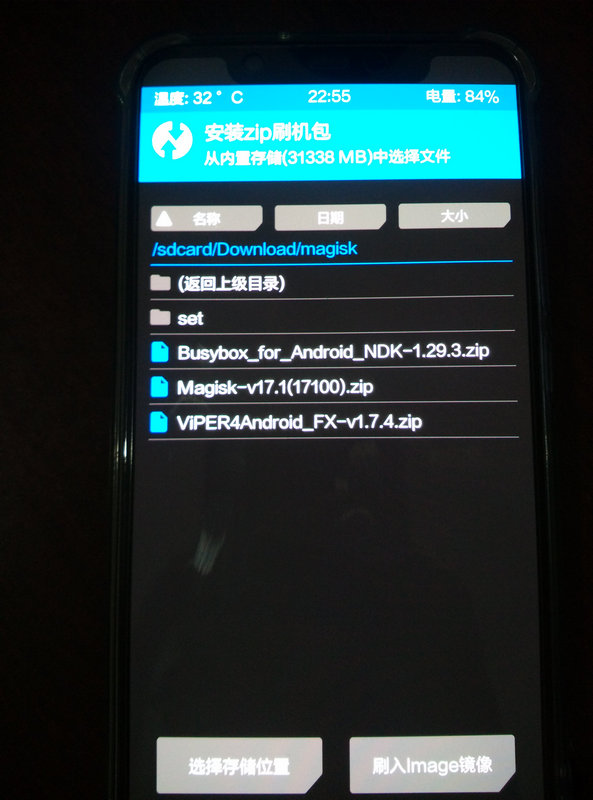 温度: 32 ° C 22:55 电量: 84%
安装zip刷机包
从内置存储(31338 MB)中选择文件
名称 日期 大小
/sdcard/Download/magisk
(返回上级目录)
set
Busybox_for_Android_NDK-1.29.3.zip
Magisk-v17.1(17100).zip
ViPER4Android_FX-v1.7.4.zip
选择存储位置 刷入Image镜像